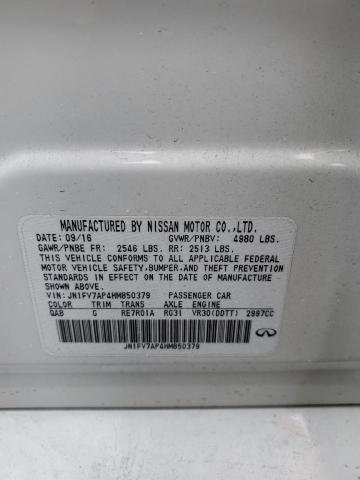 MANUFACTURED BY NISSAN MOTOR CO.,LTD.
DATE: 09/16 GVWR/PNBV: 4980 LBS.
GAWR/PNBE FR: 2546 LBS. RR: 2513 LBS.
THIS VEHICLE CONFORMS TO ALL APPLICABLE FEDERAL
MOTOR VEHICLE SAFETY,BUMPER,AND THEFT PREVENTION
STANDARDS IN EFFECT ON THE DATE OF MANUFACTURE
SHOWN ABOVE.
VIN: JN1FV7AP4HM850379 PASSENGER CAR
COLOR TRIM TRANS AXLE ENGINE
QAB G RE7R01A RG31 VR30(DDTT) 2997CC
JN1FV7AP4HM850379